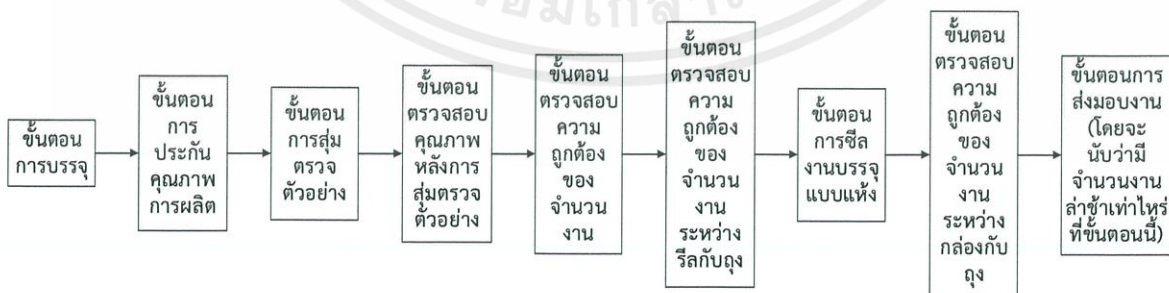 ขั้นตอน
การบรรจุ
ขั้นตอน
การ
ประกัน
คุณภาพ
การผลิต
ขั้นตอน
การสุ่ม
ตรวจ
ตัวอย่าง
ขั้นตอน
ตรวจสอบ
คุณภาพ
หลังการ
สุ่มตรวจ
ตัวอย่าง
ขั้นตอน
ตรวจสอบ
ความ
ถูกต้อง
ของ
จำนวน
งาน
ขั้นตอน
ตรวจสอบ
ความ
ถูกต้อง
ของ
จำนวน
งาน
ระหว่าง
รีลกับถุง
ขั้นตอน
การซีล
งานบรรจุ
แบบแห้ง
ขั้นตอน
ตรวจสอบ
ความ
ถูกต้อง
ของ
จำนวน
งาน
ระหว่าง
กล่องกับ
ถุง
ขั้นตอนการ
ส่งมอบงาน
(โดยจะ
นับว่ามี
จำนวนงาน
ล่าช้าเท่าไหร่
ที่ขั้นตอนนี้)